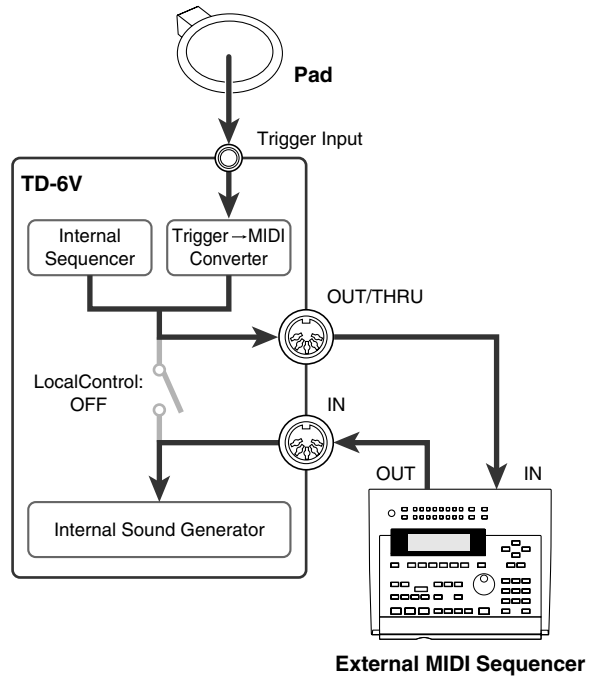 Pad
Trigger Input
TD-6V
Internal
Sequencer
Trigger→MIDI
Converter
OUT/THRU
LocalControl:
OFF
IN
OUT
IN
Internal Sound Generator
External MIDI Sequencer